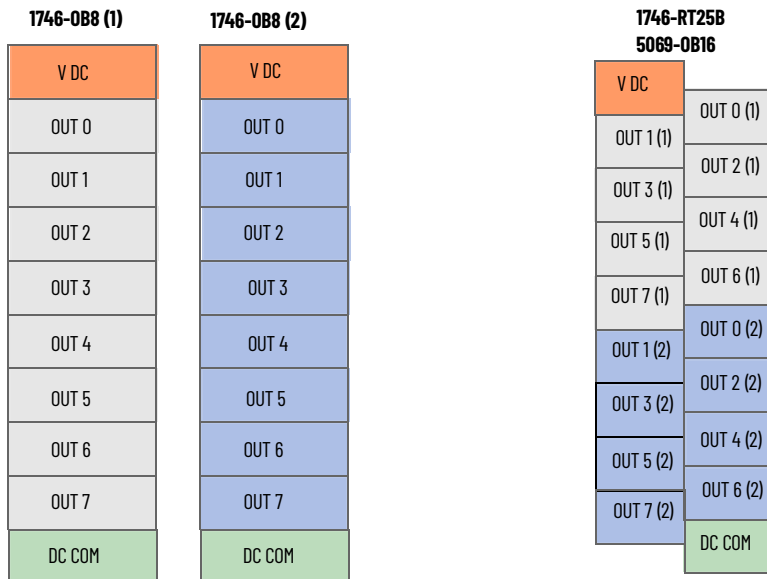 1746-OB8 (1)
V DC
OUT 0
OUT 1
OUT 2
OUT 3
OUT 4
OUT 5
OUT 6
OUT 7
DC COM
1746-OB8 (2)
V DC
OUT 0
OUT 1
OUT 2
OUT 3
OUT 4
OUT 5
OUT 6
OUT 7
DC COM
1746-RT25B
5069-OB16
V DC
OUT 1 (1)
OUT 3 (1)
OUT 5 (1)
OUT 7 (1)
OUT 1 (2)
OUT 3 (2)
OUT 5 (2)
OUT 7 (2)
OUT 0 (1)
OUT 2 (1)
OUT 4 (1)
OUT 6 (1)
OUT 0 (2)
OUT 2 (2)
OUT 4 (2)
OUT 6 (2)
DC COM